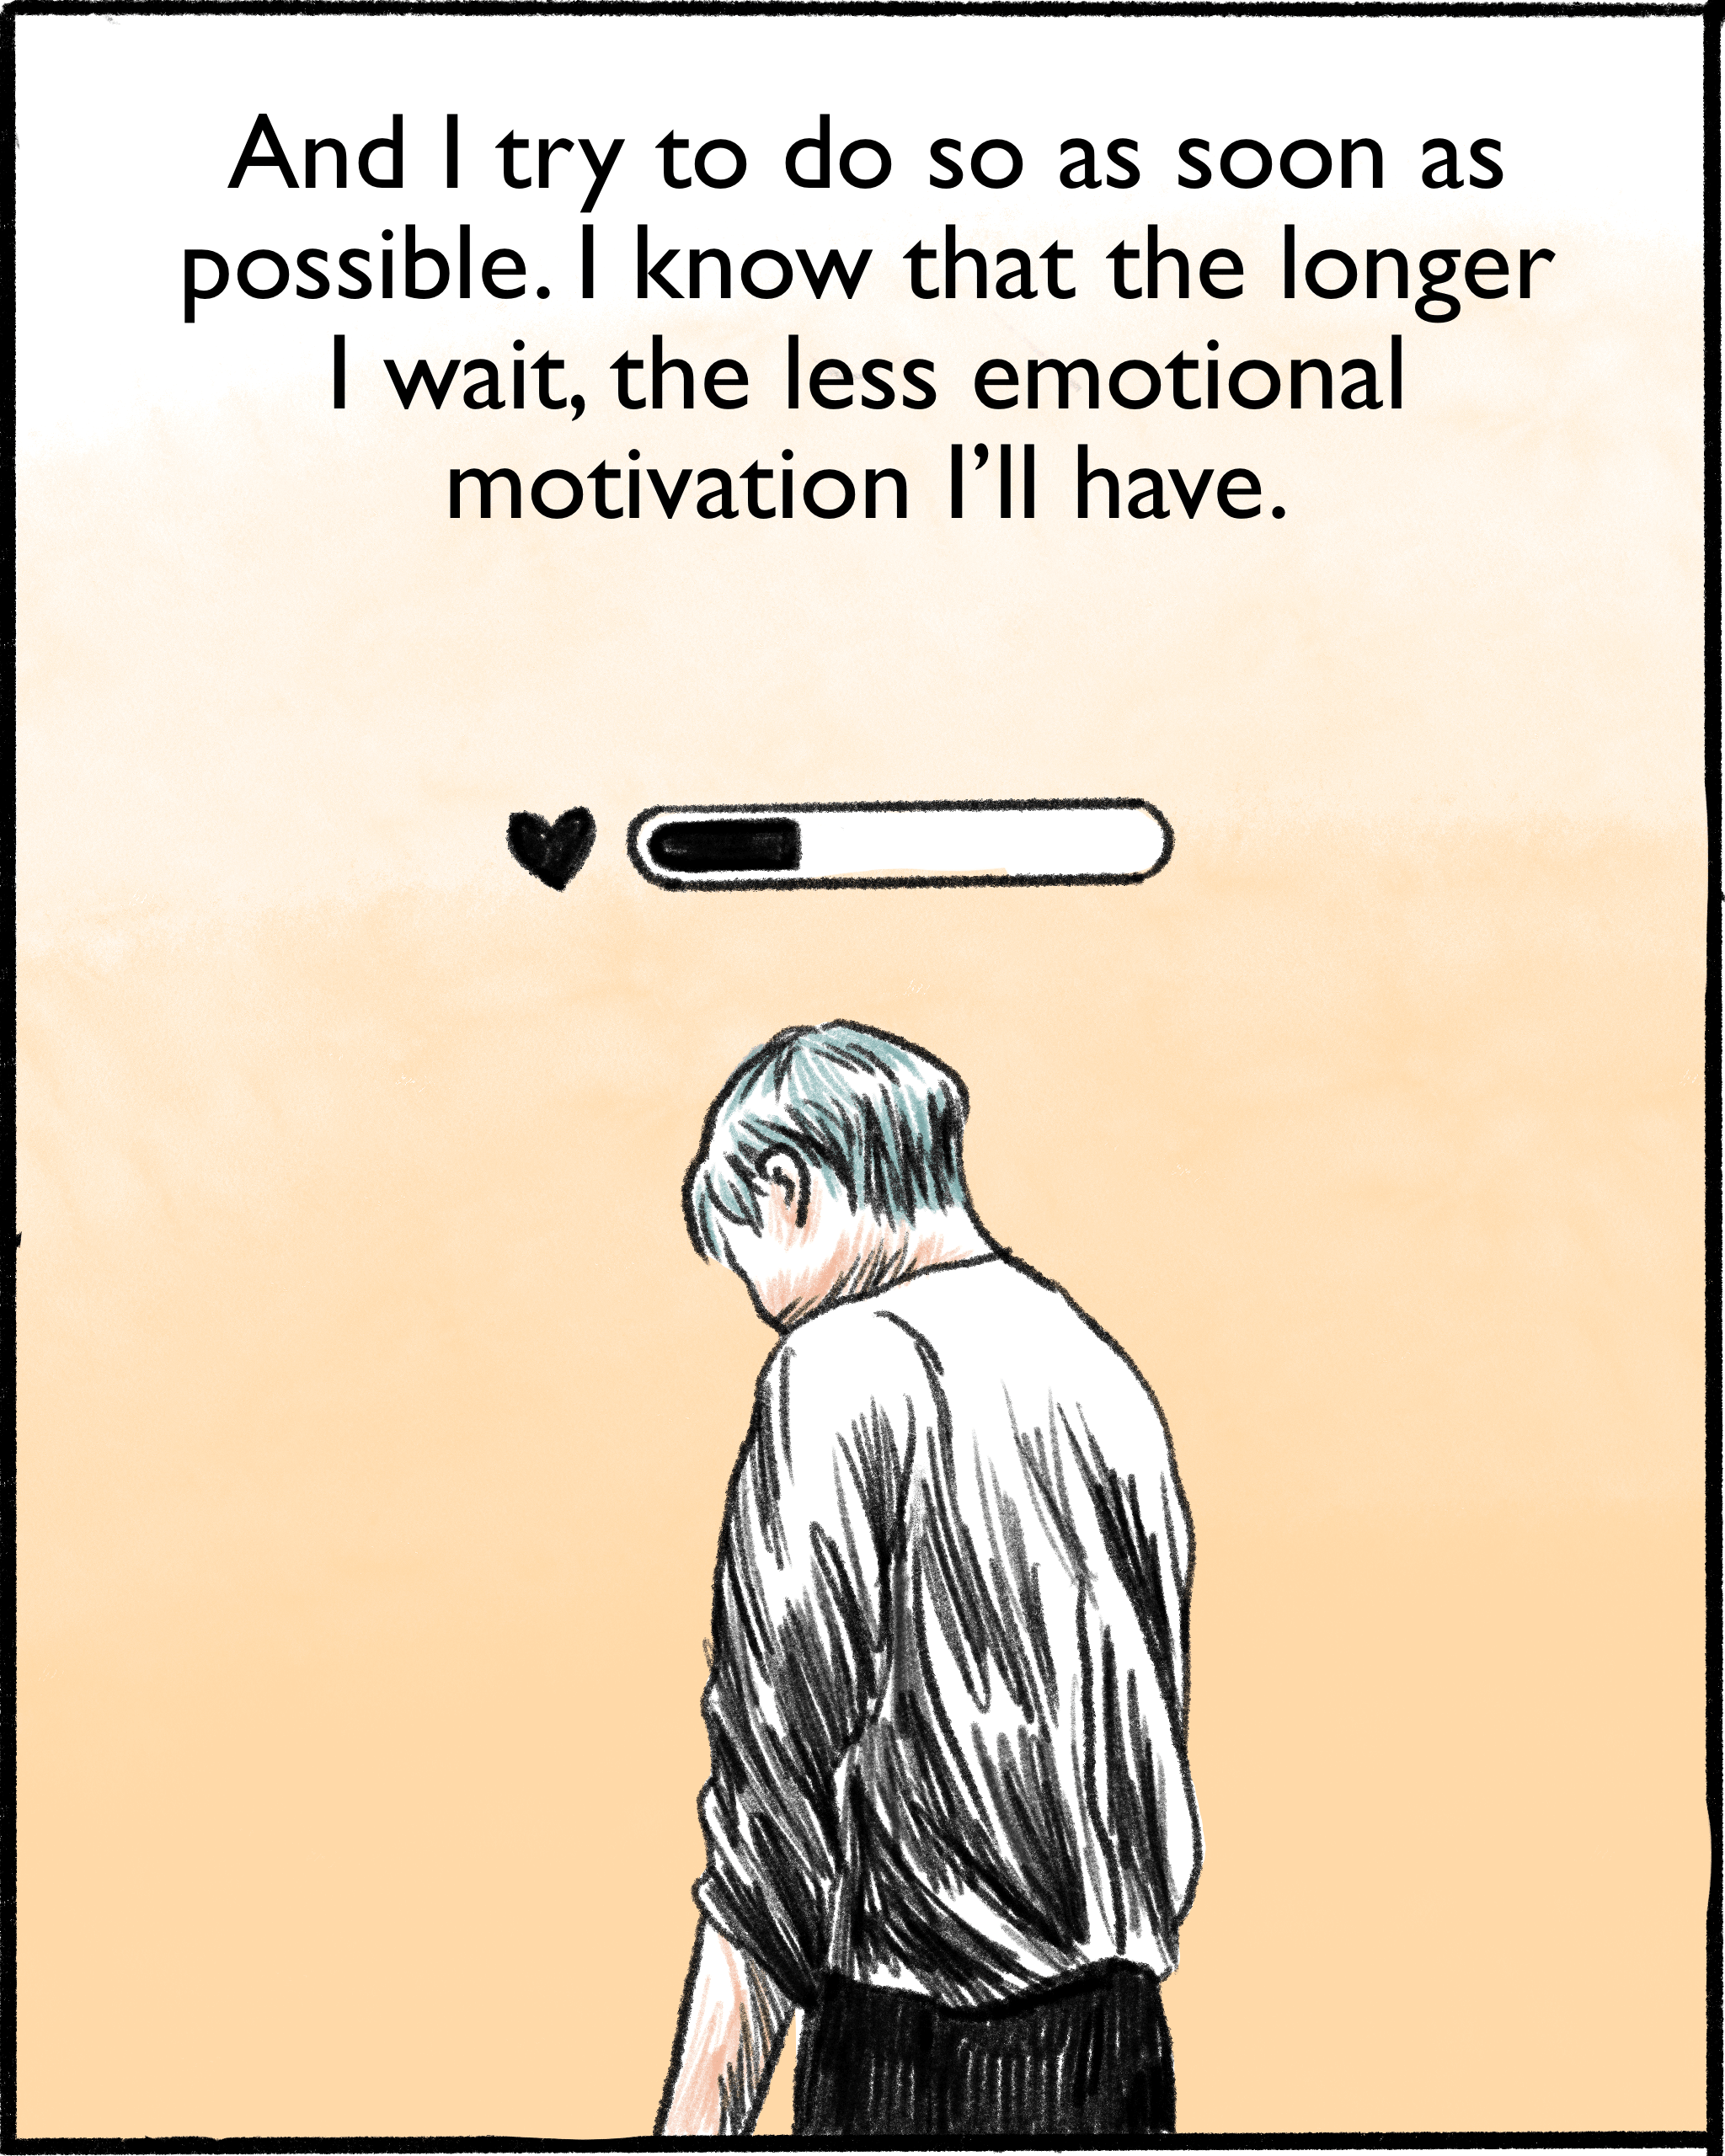 And I try to do so as soon as
possible. I know that the longer
I wait, the less emotional
motivation I’ll have.